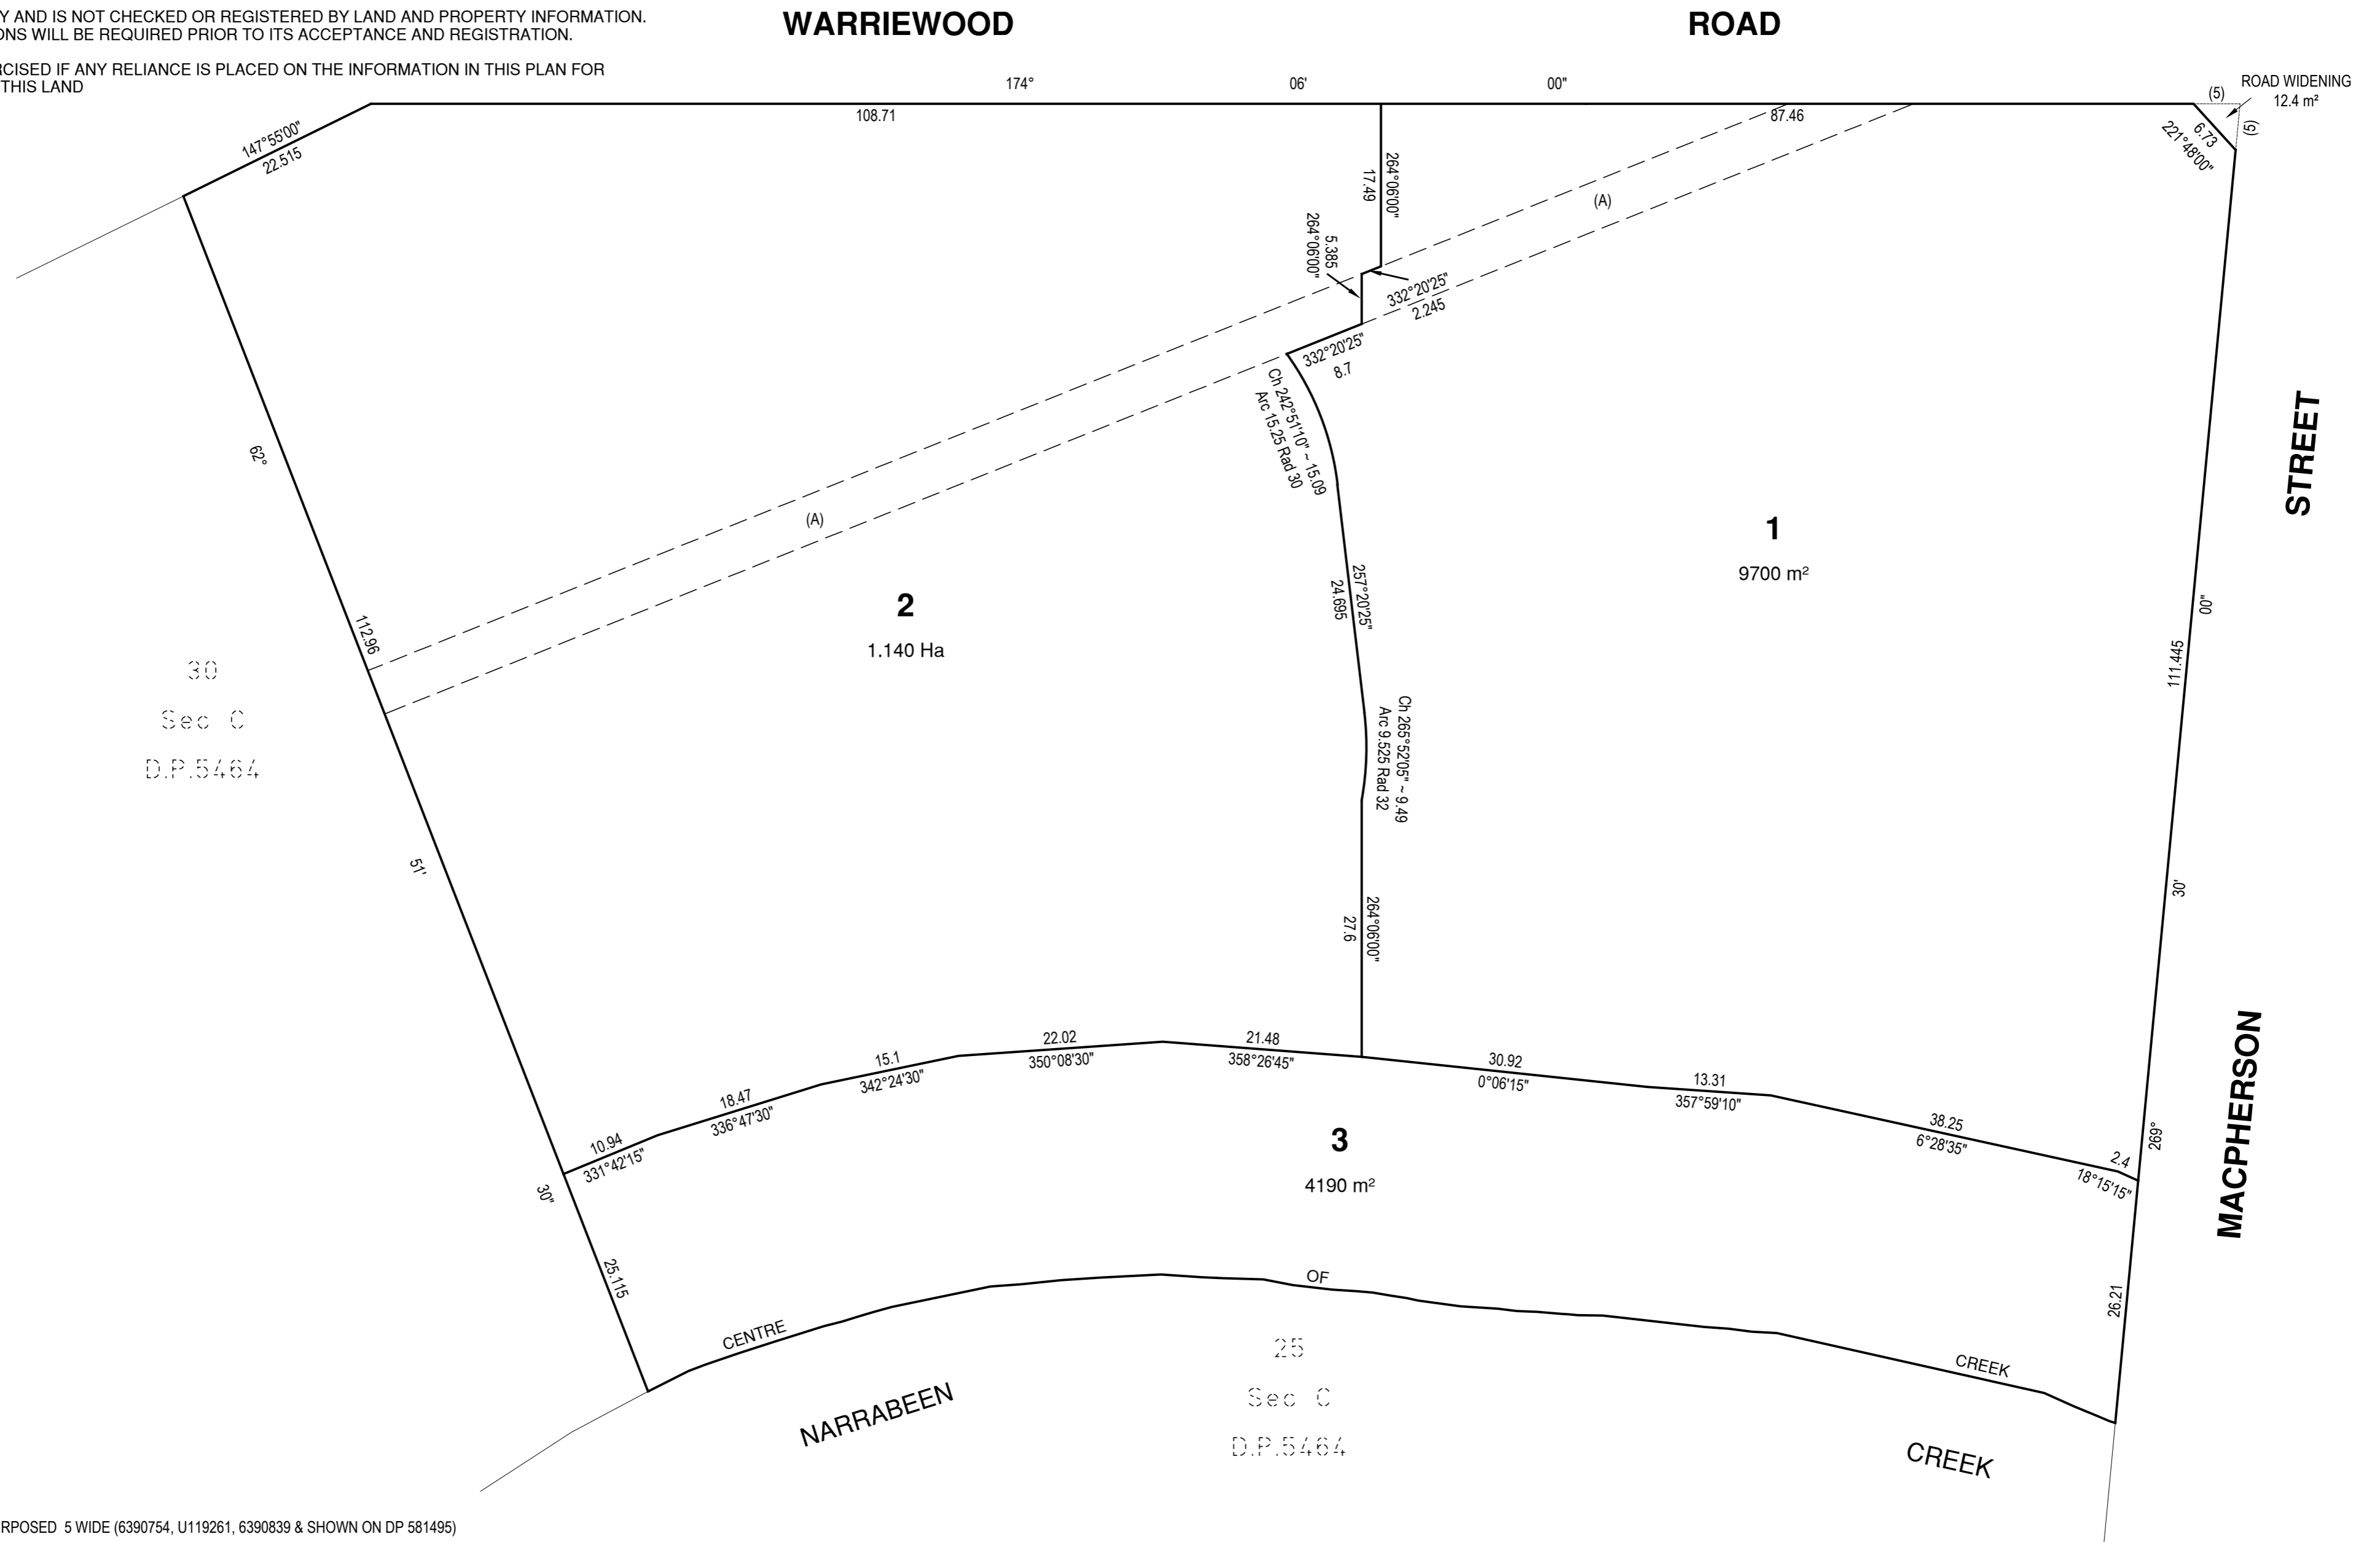 Y AND IS NOT CHECKED OR REGISTERED BY LAND AND PROPERTY INFORMATION.
ONS WILL BE REQUIRED PRIOR TO ITS ACCEPTANCE AND REGISTRATION.
RCISED IF ANY RELIANCE IS PLACED ON THE INFORMATION IN THIS PLAN FOR
THIS LAND
WARRIEWOOD ROAD
174° 06' 00"
108.71
87.46
(5)
ROAD WIDENING
12.4 m²
(5)
6.73
221°48'00"
147°55'00"
22.515
264°06'00"
17.49
5.385
264°06'00"
332°20'25"
2.245
332°20'25"
8.7
(A)
(A)
Ch 242°51'10" ~ 15.09
Arc 15.25 Rad 30
257°20'25"
24.695
Ch 265°52'05" ~ 9.49
Arc 9.525 Rad 32
264°06'00"
27.6
1
9700 m²
2
1.140 Ha
62°
112.96
51'
30"
25.115
30
Sec C
D.P.5464
STREET
MACPHERSON
00"
111.445
30'
269°
26.21
10.94
331°42'15"
18.47
336°47'30"
15.1
342°24'30"
22.02
350°08'30"
21.48
358°26'45"
30.92
0°06'15"
13.31
357°59'10"
38.25
6°28'35"
2.4
18°15'15"
3
4190 m²
CENTRE
OF
CREEK
25
Sec C
D.P.5464
NARRABEEN
CREEK
RPOSED 5 WIDE (6390754, U119261, 6390839 & SHOWN ON DP 581495)